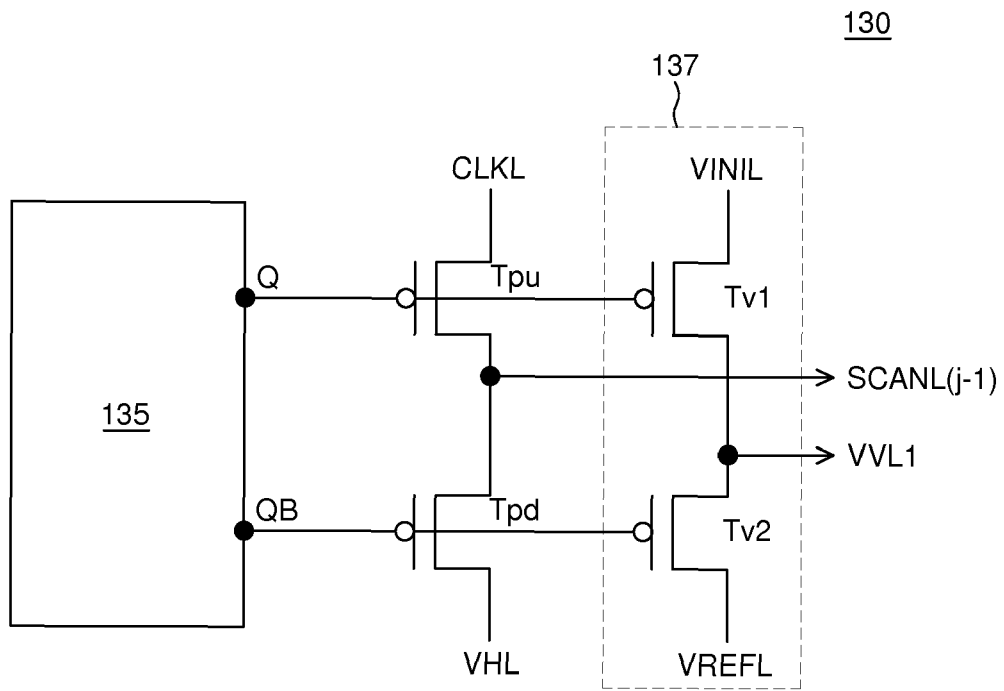 130
137
CLKL
VINIL
Q
Tpu
Tv1
SCANL(j-1)
135
VVL1
QB
Tpd
Tv2
VHL
VREFL